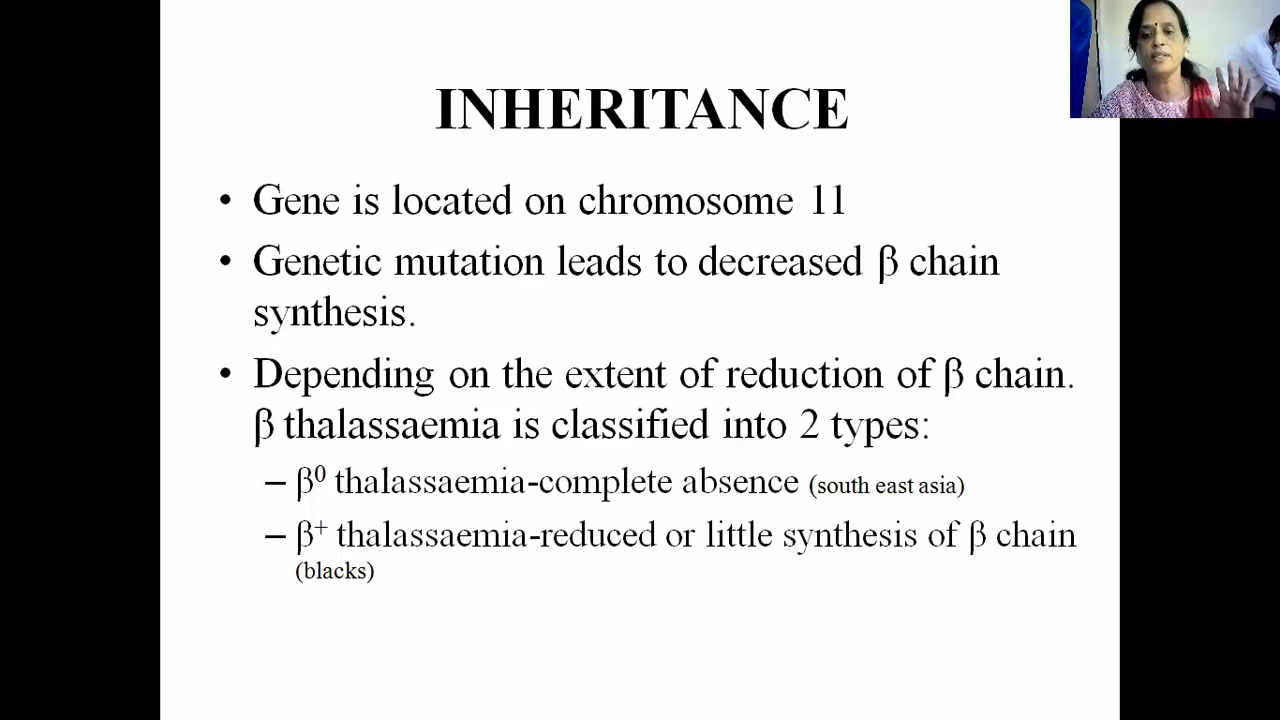 INHERITANCE
• Gene is located on chromosome 11
• Genetic mutation leads to decreased β chain
synthesis.
• Depending on the extent of reduction of β chain.
β thalassaemia is classified into 2 types:
– β⁰ thalassaemia-complete absence (south east asia)
– β⁺ thalassaemia-reduced or little synthesis of β chain
(blacks)